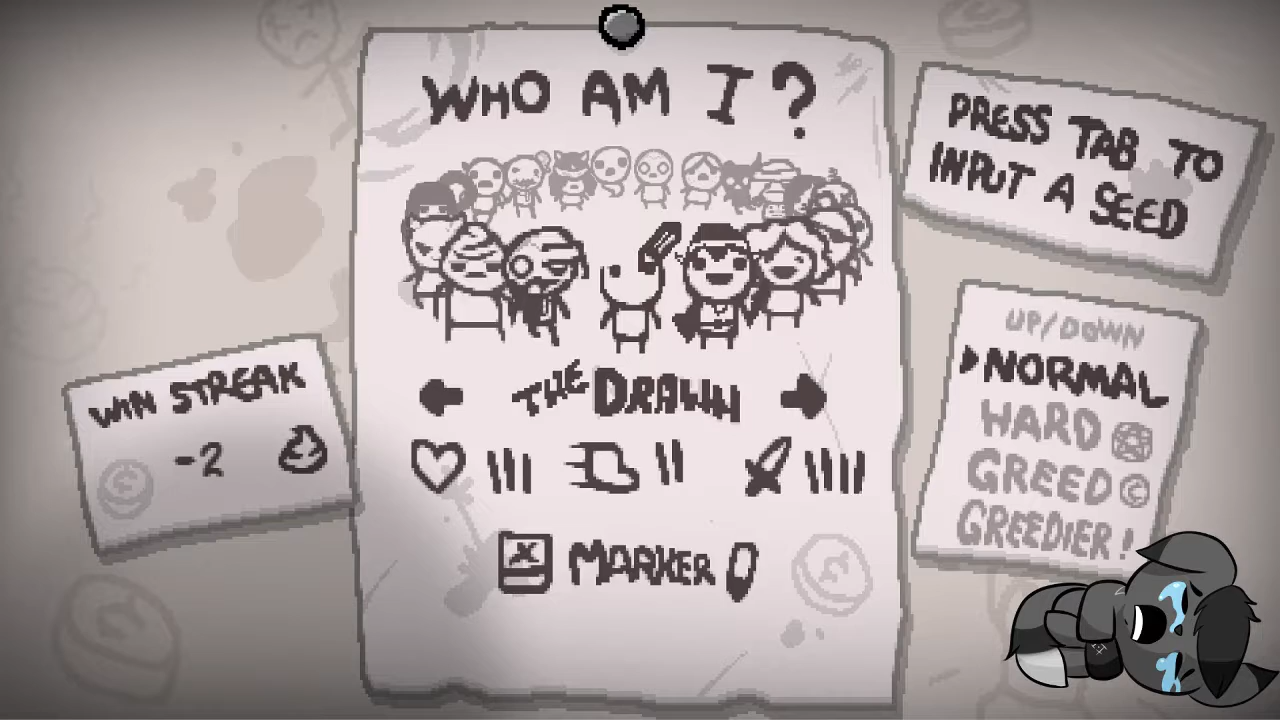 WHO AM I?
PRESS TAB TO
INPUT A SEED
WIN STREAK
-2
THE DRAWN
MARKER
UP/DOWN
NORMAL
HARD
GREED
GREEDIER!